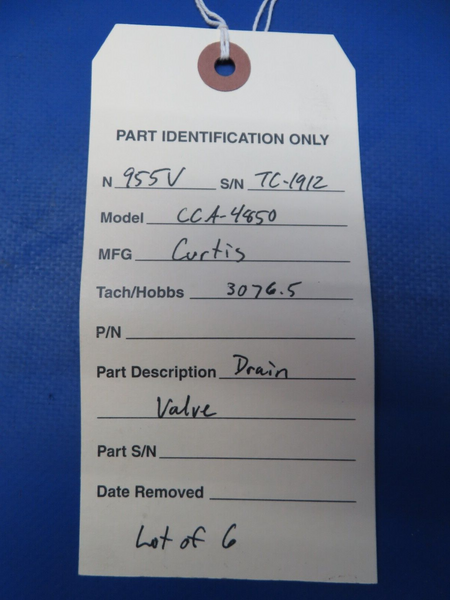 PART IDENTIFICATION ONLY
N 955V S/N TC-1912
Model CCA-4850
MFG Curtis
Tach/Hobbs 3076.5
P/N
Part Description Drain
Valve
Part S/N
Date Removed
Lot of 6